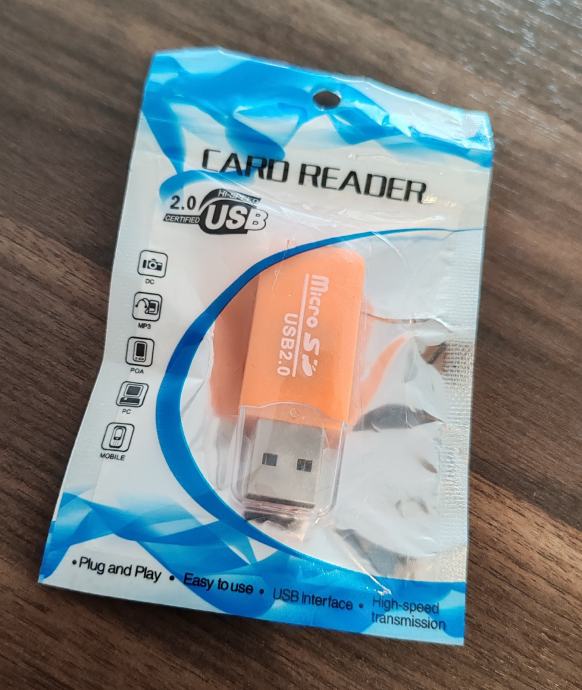 CARD READER
HI-SPEED
2.0
CERTIFIED
USB
DC
MP3
POA
PC
MOBILE
Micro SD
USB2.0
•Plug and Play • Easy to use • USB Interface • High-speed
transmission